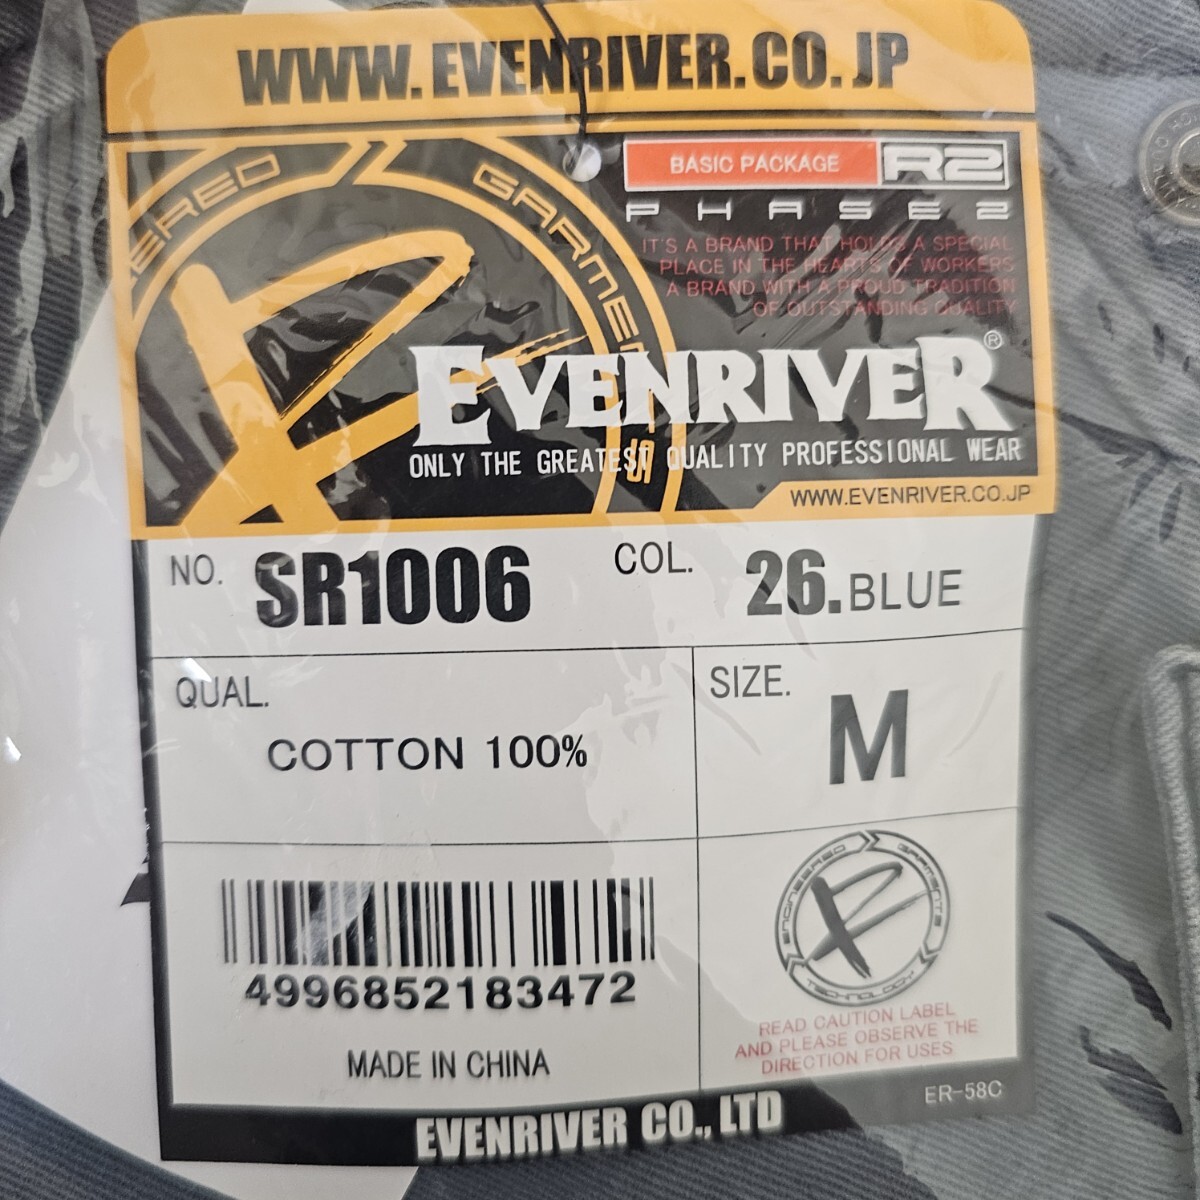 WWW.EVENRIVER.CO.JP
BASIC PACKAGE R2
PHASE2
IT'S A BRAND THAT HOLDS A SPECIAL
PLACE IN THE HEARTS OF WORKERS
A BRAND WITH A PROUD TRADITION
OF OUTSTANDING QUALITY
EVENRIVER®
ONLY THE GREATEST QUALITY PROFESSIONAL WEAR
WWW.EVENRIVER.CO.JP
NO. SR1006 COL. 26.BLUE
QUAL. COTTON 100%
SIZE. M
4996852183472
MADE IN CHINA
ENGINEERED GARMENTS TECHNOLOGY
READ CAUTION LABEL
AND PLEASE OBSERVE THE
DIRECTION FOR USES
ER-58C
EVENRIVER CO., LTD